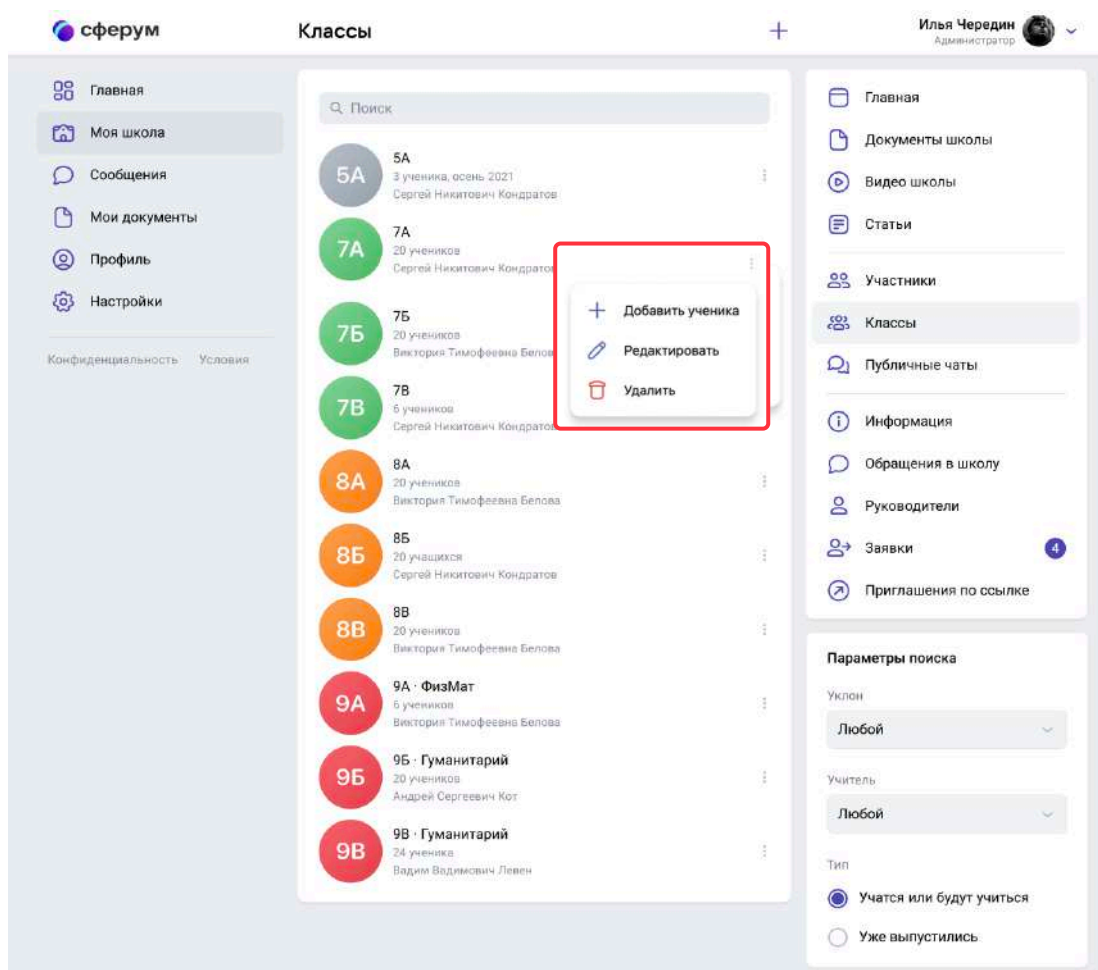 сферум
Классы
Илья Чередин
Администратор
Главная
Моя школа
Сообщения
Мои документы
Профиль
Настройки
Конфиденциальность Условия
Поиск
5А
5А
3 ученика, осень 2021
Сергей Никитович Кондратов
7А
7А
20 учеников
Сергей Никитович Кондратов
7Б
7Б
20 учеников
Виктория Тимофеевна Белов
7В
7В
6 учеников
Сергей Никитович Кондратов
Добавить ученика
Редактировать
Удалить
8А
8А
20 учеников
Виктория Тимофеевна Белова
8Б
8Б
20 учащихся
Сергей Никитович Кондратов
8В
8В
20 учеников
Виктория Тимофеевна Белова
9А
9А · ФизМат
6 учеников
Виктория Тимофеевна Белова
9Б
9Б · Гуманитарий
20 учеников
Андрей Сергеевич Кот
9В
9В · Гуманитарий
24 ученика
Вадим Вадимович Левен
Главная
Документы школы
Видео школы
Статьи
Участники
Классы
Публичные чаты
Информация
Обращения в школу
Руководители
Заявки 4
Приглашения по ссылке
Параметры поиска
Уклон
Любой
Учитель
Любой
Тип
Учатся или будут учиться
Уже выпустились